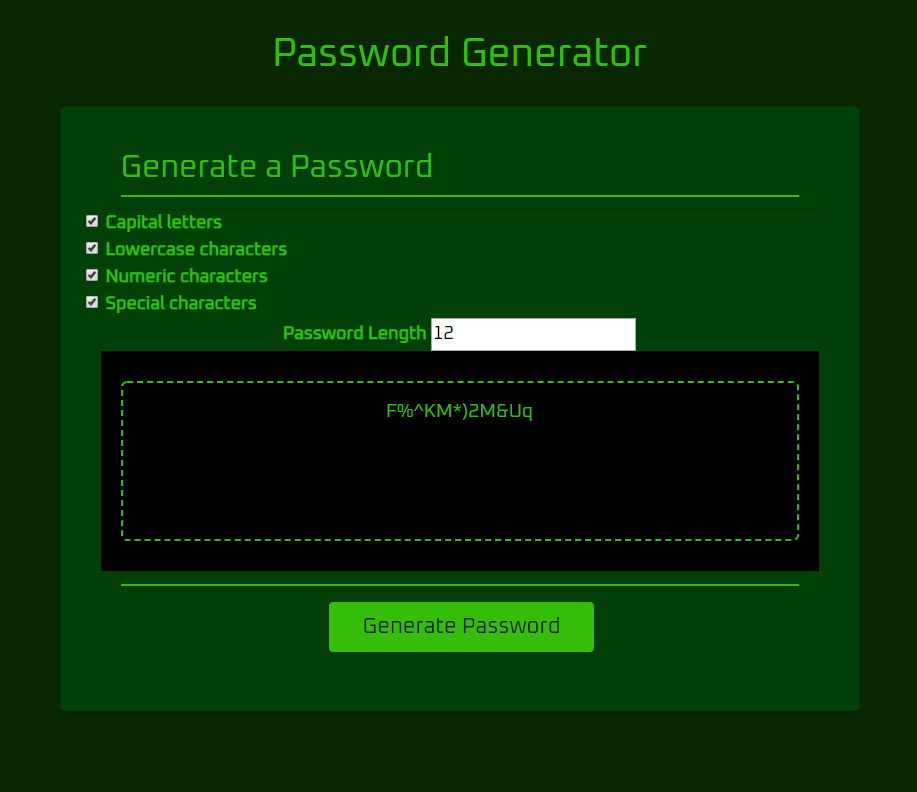 Password Generator
Generate a Password
Capital letters
Lowercase characters
Numeric characters
Special characters
Password Length 12
F%^KM*)2M&Uq
Generate Password